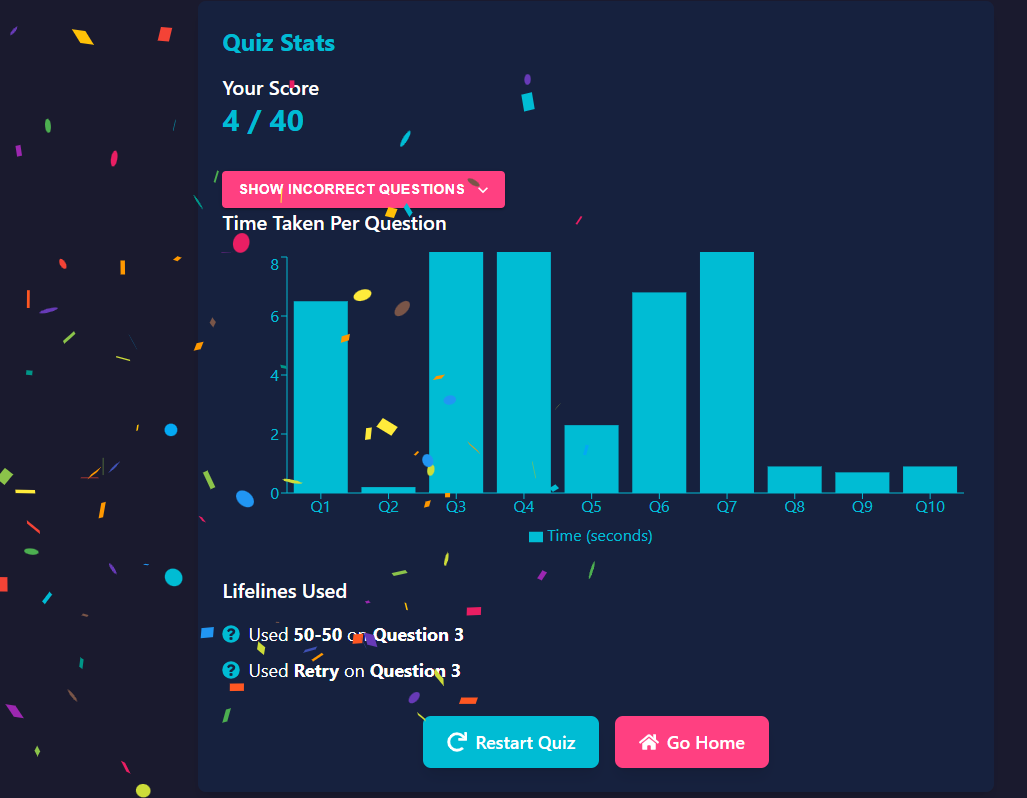 Quiz Stats
Your Score
4 / 40
SHOW INCORRECT QUESTIONS
Time Taken Per Question
8
6
4
2
0
Q1 Q2 Q3 Q4 Q5 Q6 Q7 Q8 Q9 Q10
Time (seconds)
Lifelines Used
? Used 50-50 on Question 3
? Used Retry on Question 3
Restart Quiz Go Home